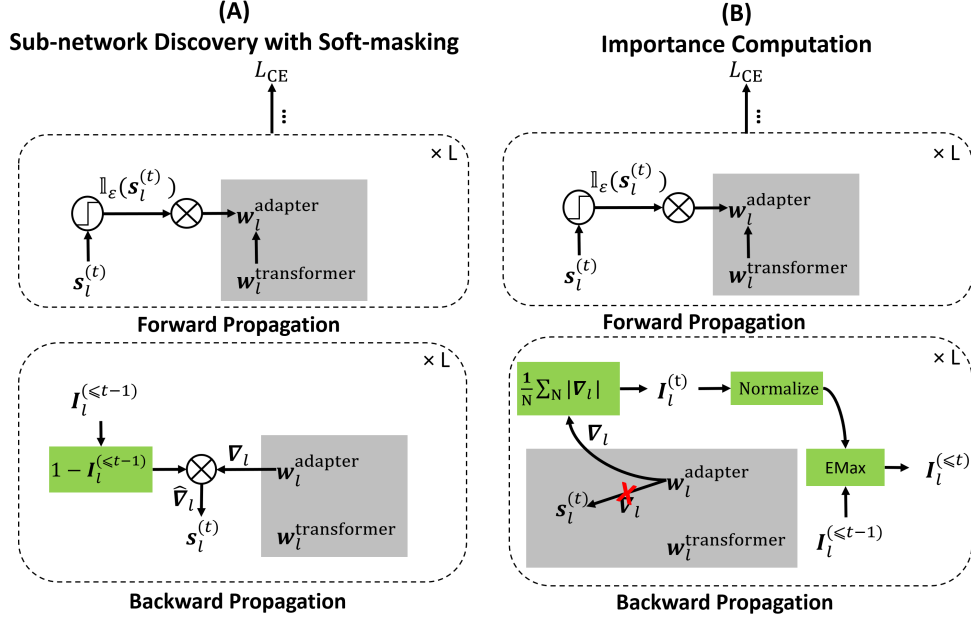 (A)
Sub-network Discovery with Soft-masking
L_CE
...
× L
𝕀_ε(s_l^(t))
w_l^adapter
s_l^(t)
w_l^transformer
Forward Propagation
× L
I_l^(⩽t−1)
1 − I_l^(⩽t−1)
∇_l
w_l^adapter
∇̂_l
s_l^(t)
w_l^transformer
Backward Propagation
(B)
Importance Computation
L_CE
...
× L
𝕀_ε(s_l^(t))
w_l^adapter
s_l^(t)
w_l^transformer
Forward Propagation
× L
1/N ∑_N |∇_l|
I_l^(t)
Normalize
∇_l
w_l^adapter
EMax
I_l^(⩽t)
s_l^(t)
∇_l
w_l^transformer
I_l^(⩽t−1)
Backward Propagation